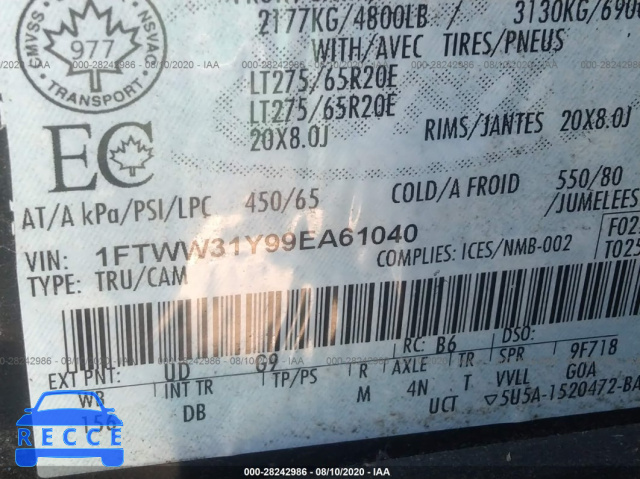 2177KG/4800LB / 3130KG/690
WITH/AVEC TIRES/PNEUS
LT275/65R20E
LT275/65R20E
20X8.0J RIMS/JANTES 20X8.0J
CMVSS NSVAC
977
TRANSPORT
EC
AT/A kPa/PSI/LPC 450/65 COLD/A FROID 550/80
/JUMELEES
VIN: 1FTWW31Y99EA61040
COMPLIES: ICES/NMB-002
TYPE: TRU/CAM
RC: B6 DSO:
EXT PNT: UD G9
WB INT TR TP/PS R AXLE TR SPR 9F718
156 DB M 4N T VVLL GOA
UCT ▽5U5A-1520472-BA
RECCE
000-28242986 - 08/10/2020 - IAA